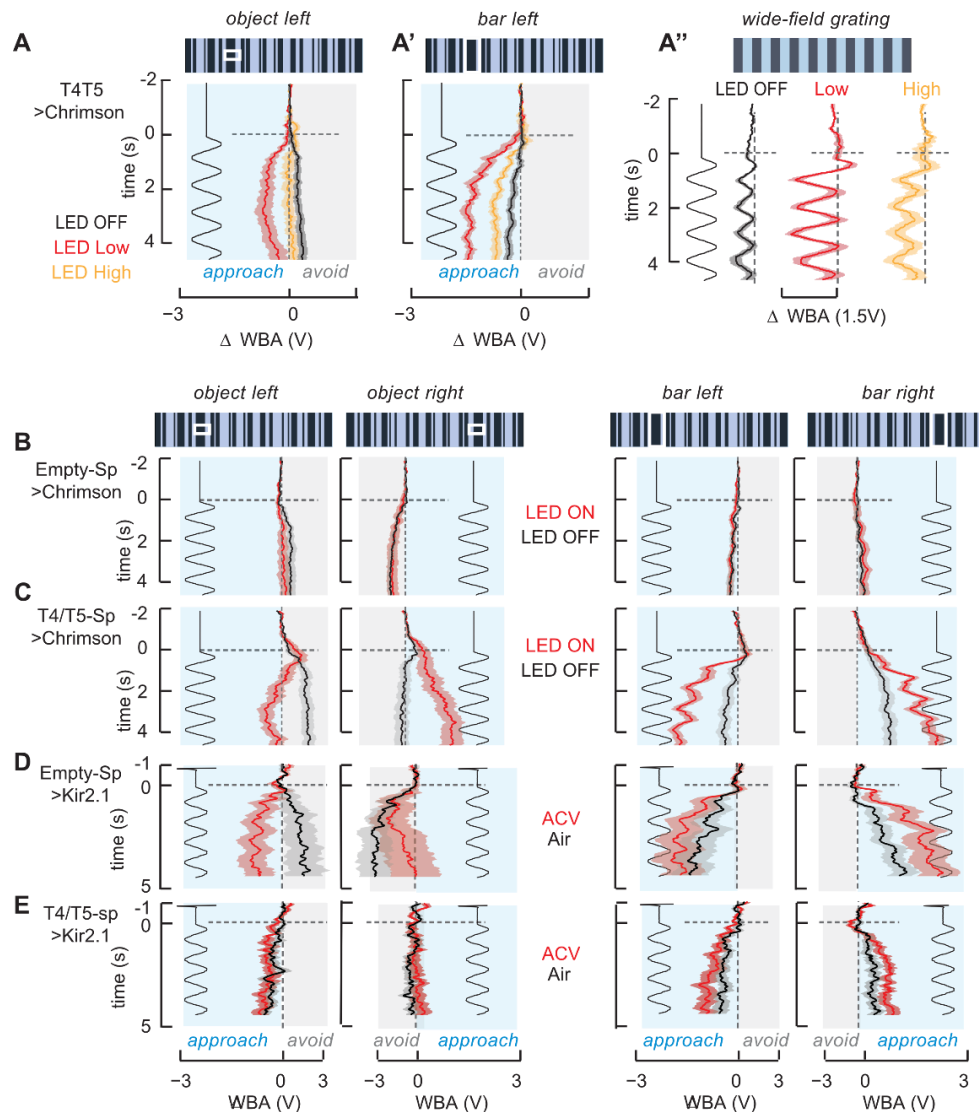 A
object left
A'
bar left
A''
wide-field grating
T4T5
>Chrimson
LED OFF
LED Low
LED High
time (s)
-2
0
2
4
approach
avoid
−3
0
Δ WBA (V)
approach
avoid
−3
0
Δ WBA (V)
LED OFF
Low
High
time (s)
-2
0
2
4
Δ WBA (1.5V)
object left
object right
bar left
bar right
B
Empty-Sp
>Chrimson
time (s)
-2
0
2
4
LED ON
LED OFF
C
T4/T5-Sp
>Chrimson
time (s)
-2
0
2
4
LED ON
LED OFF
D
Empty-Sp
>Kir2.1
time (s)
-1
0
5
ACV
Air
E
T4/T5-sp
>Kir2.1
time (s)
-1
0
5
ACV
Air
approach
avoid
avoid
approach
approach
avoid
avoid
approach
−3
0
3
WBA (V)
0
3
WBA (V)
−3
0
3
WBA (V)
0
3
WBA (V)